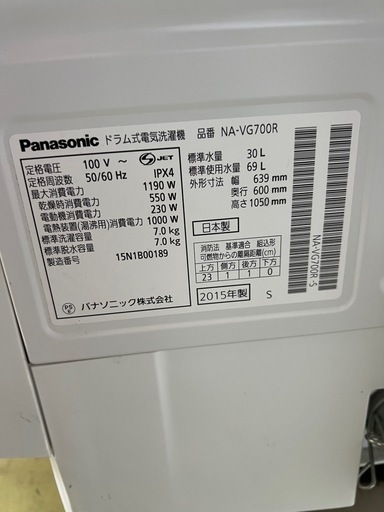 Panasonic ドラム式電気洗濯機 品番 NA-VG700R
定格電圧 100 V ~ JET
定格周波数 50/60 Hz IPX4
最大消費電力 1190 W
乾燥時消費電力 550 W
電動機消費電力 230 W
電熱装置(湯沸用)消費電力 1000 W
標準洗濯容量 7.0 kg
標準脱水容量 7.0 kg
製造番号 15N1B00189
PSE パナソニック株式会社
標準水量 30 L
標準使用水量 69 L
外形寸法 幅 639 mm
奥行 600 mm
高さ 1050 mm
日本製
消防法 基準適合 組込形
可燃物からの離隔距離(cm)
上方 側方 後方 下方
23 1 1 0
2015年製 S
NA-VG700R-S